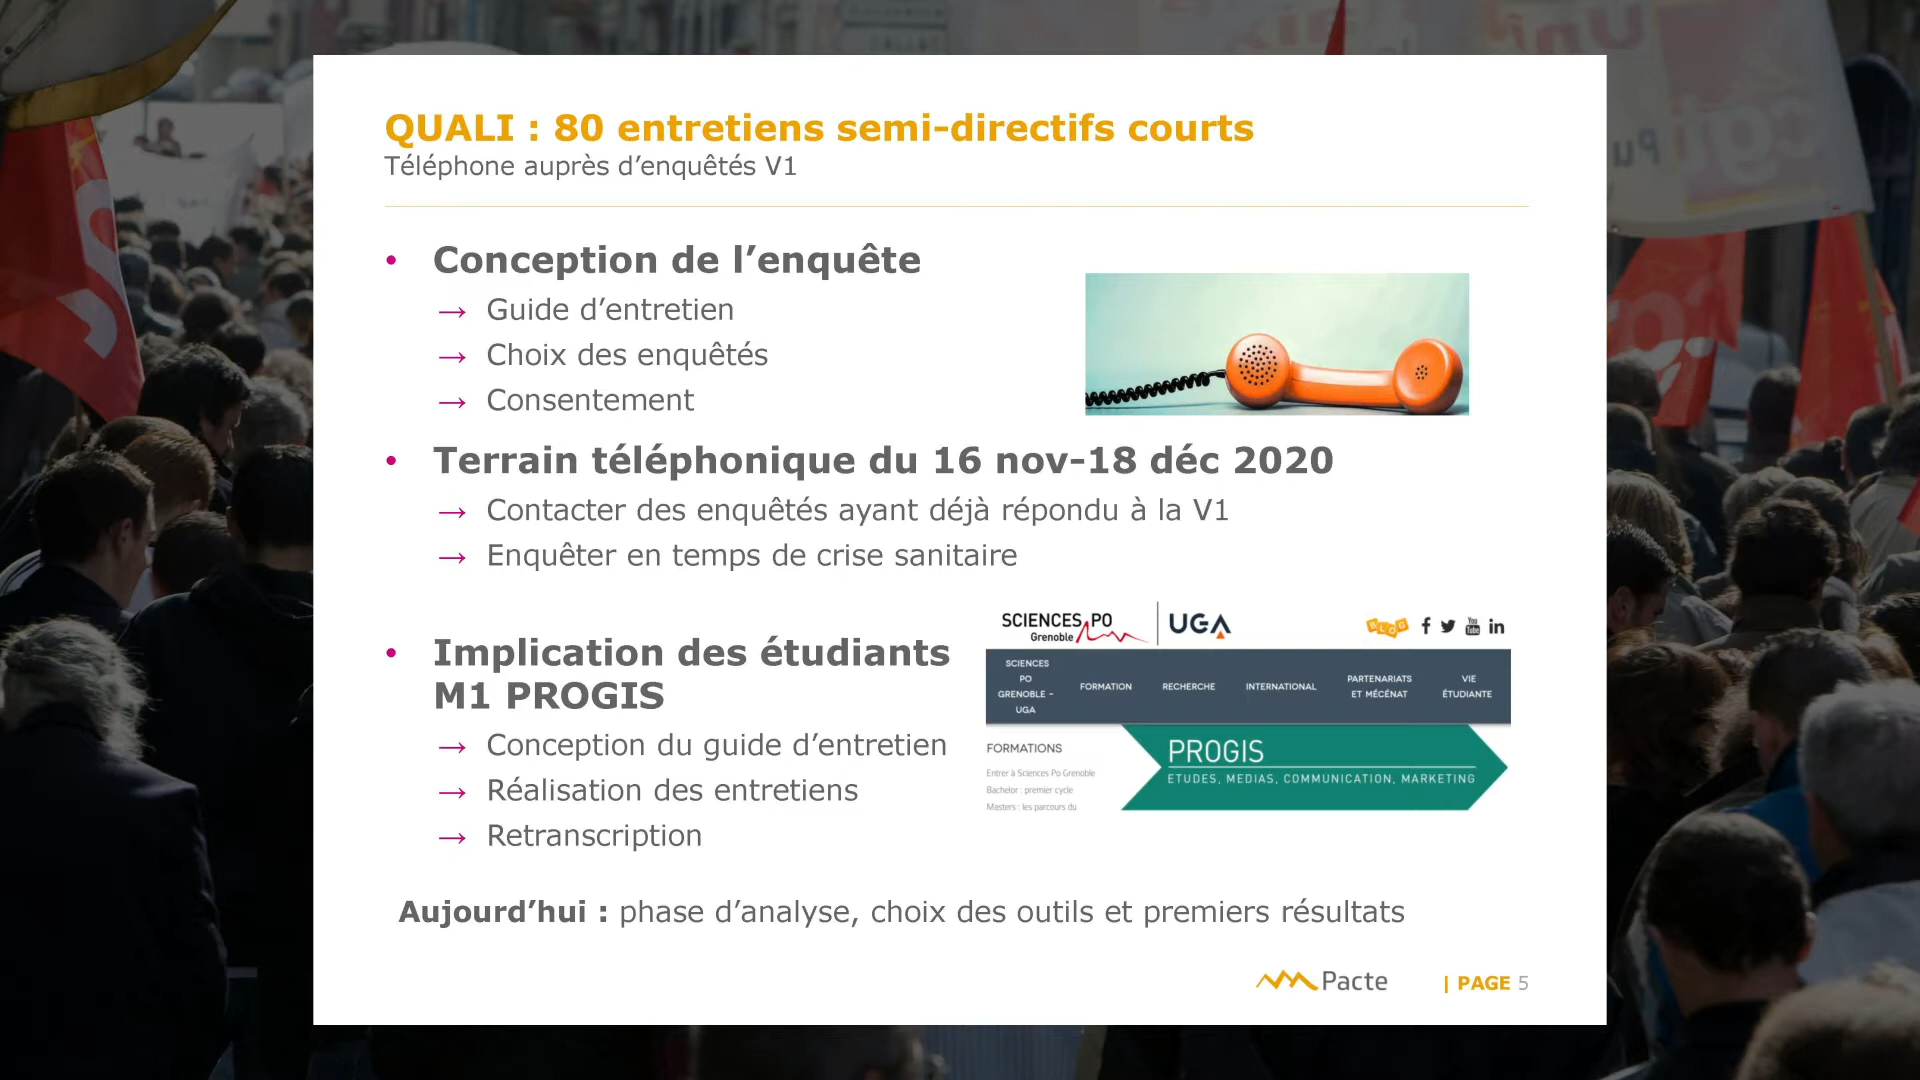 QUALI : 80 entretiens semi-directifs courts
Téléphone auprès d’enquêtés V1
• Conception de l’enquête
→ Guide d’entretien
→ Choix des enquêtés
→ Consentement
• Terrain téléphonique du 16 nov-18 déc 2020
→ Contacter des enquêtés ayant déjà répondu à la V1
→ Enquêter en temps de crise sanitaire
• Implication des étudiants
M1 PROGIS
→ Conception du guide d’entretien
→ Réalisation des entretiens
→ Retranscription
SCIENCES PO
Grenoble
UGA
BLOG
You
Tube
SCIENCES
PO
GRENOBLE –
UGA
FORMATION
RECHERCHE
INTERNATIONAL
PARTENARIATS
ET MÉCÉNAT
VIE
ÉTUDIANTE
FORMATIONS
Entrer à Sciences Po Grenoble
Bachelor : premier cycle
Masters : les parcours du
PROGIS
ETUDES, MEDIAS, COMMUNICATION, MARKETING
Aujourd’hui : phase d’analyse, choix des outils et premiers résultats
Pacte
| PAGE 5